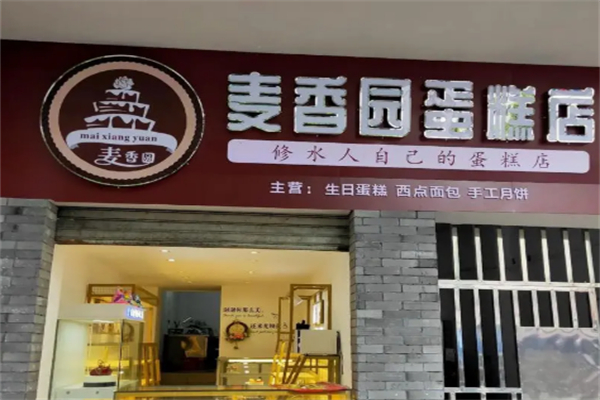 mai xiang yuan
麦香園
麦香园蛋糕店
修水人自己的蛋糕店
主营：生日蛋糕 西点面包 手工月饼